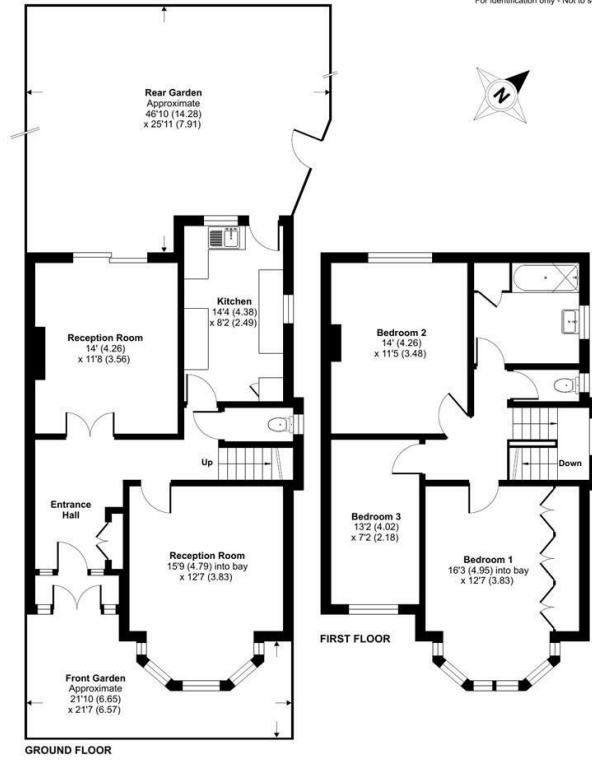 For identification only - Not to s
N
Rear Garden
Approximate
46'10 (14.28)
x 25'11 (7.91)
Kitchen
14'4 (4.38)
x 8'2 (2.49)
Reception Room
14' (4.26)
x 11'8 (3.56)
Up
Entrance
Hall
Reception Room
15'9 (4.79) into bay
x 12'7 (3.83)
Front Garden
Approximate
21'10 (6.65)
x 21'7 (6.57)
GROUND FLOOR
Bedroom 2
14' (4.26)
x 11'5 (3.48)
Down
Bedroom 3
13'2 (4.02)
x 7'2 (2.18)
Bedroom 1
16'3 (4.95) into bay
x 12'7 (3.83)
FIRST FLOOR